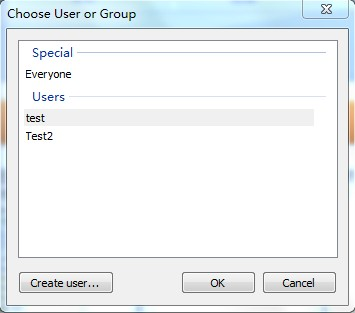 Choose User or Group
Special
Everyone
Users
test
Test2
Create user...
OK
Cancel